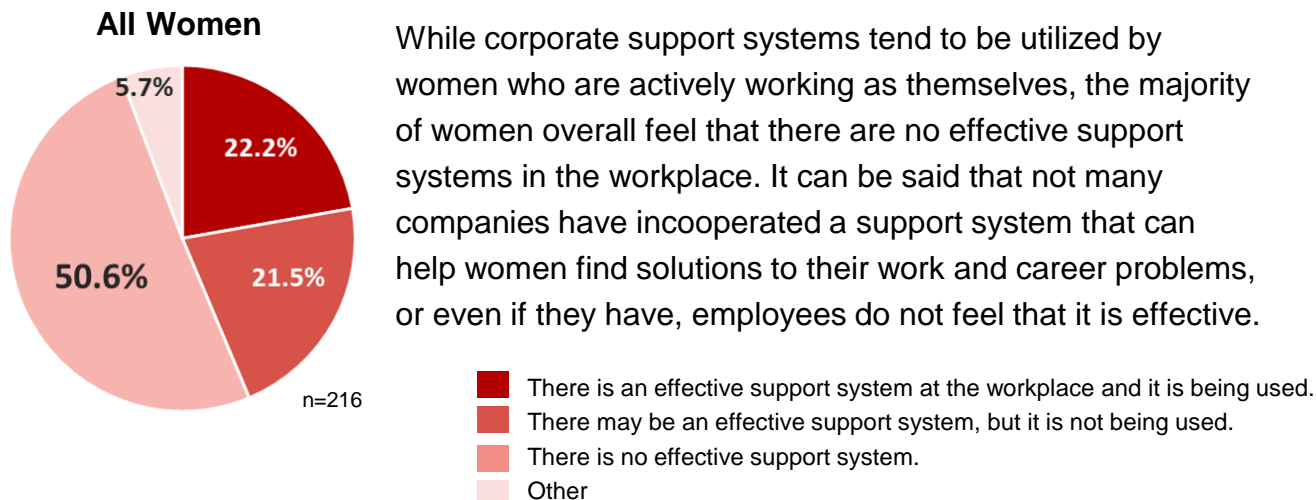 All Women
5.7%
22.2%
50.6%
21.5%
n=216
While corporate support systems tend to be utilized by
women who are actively working as themselves, the majority
of women overall feel that there are no effective support
systems in the workplace. It can be said that not many
companies have incooperated a support system that can
help women find solutions to their work and career problems,
or even if they have, employees do not feel that it is effective.
There is an effective support system at the workplace and it is being used.
There may be an effective support system, but it is not being used.
There is no effective support system.
Other